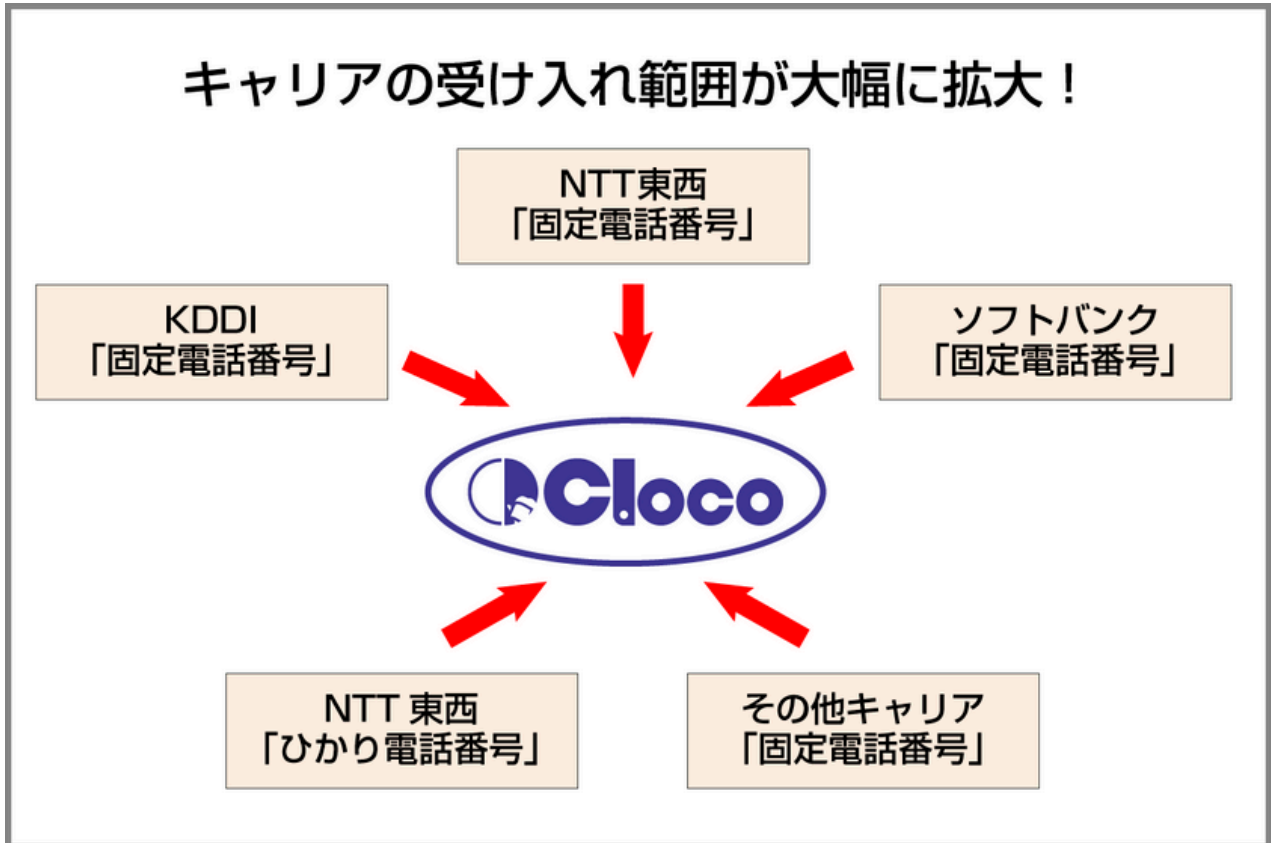 キャリアの受け入れ範囲が大幅に拡大！
NTT東西
「固定電話番号」
KDDI
「固定電話番号」
ソフトバンク
「固定電話番号」
Cloco
NTT 東西
「ひかり電話番号」
その他キャリア
「固定電話番号」